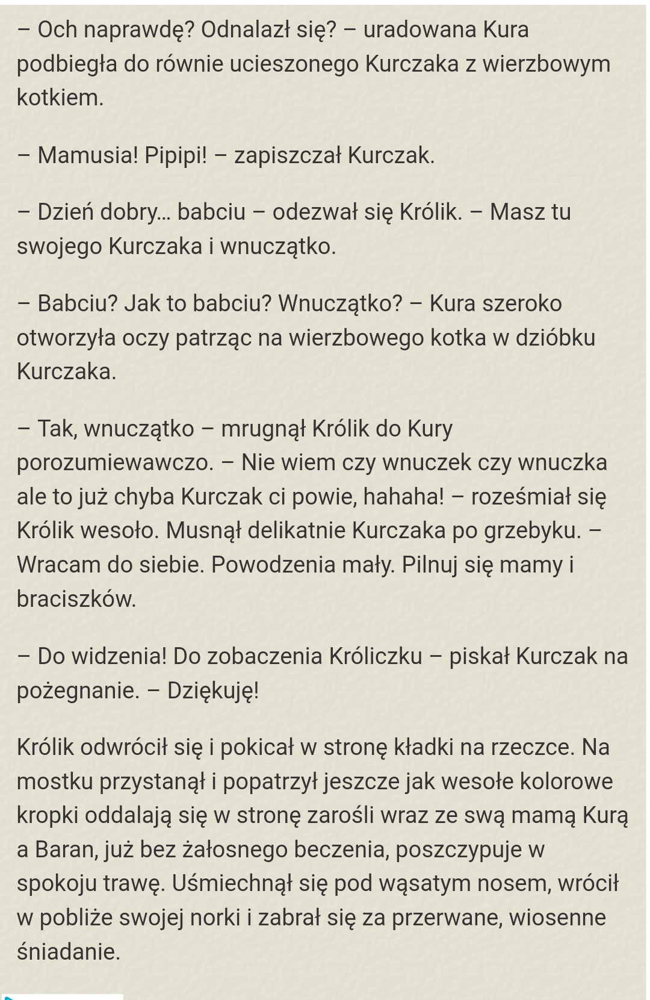 – Och naprawdę? Odnalazł się? – uradowana Kura
podbiegła do równie ucieszonego Kurczaka z wierzbowym
kotkiem.
– Mamusia! Pipipi! – zapiszczał Kurczak.
– Dzień dobry… babciu – odezwał się Królik. – Masz tu
swojego Kurczaka i wnuczątko.
– Babciu? Jak to babciu? Wnuczątko? – Kura szeroko
otworzyła oczy patrząc na wierzbowego kotka w dzióbku
Kurczaka.
– Tak, wnuczątko – mrugnął Królik do Kury
porozumiewawczo. – Nie wiem czy wnuczek czy wnuczka
ale to już chyba Kurczak ci powie, hahaha! – roześmiał się
Królik wesoło. Musnął delikatnie Kurczaka po grzebyku. –
Wracam do siebie. Powodzenia mały. Pilnuj się mamy i
braciszków.
– Do widzenia! Do zobaczenia Króliczku – piskał Kurczak na
pożegnanie. – Dziękuję!
Królik odwrócił się i pokicał w stronę kładki na rzeczce. Na
mostku przystanął i popatrzył jeszcze jak wesołe kolorowe
kropki oddalają się w stronę zarośli wraz ze swą mamą Kurą
a Baran, już bez żałosnego beczenia, poszczypuje w
spokoju trawę. Uśmiechnął się pod wąsatym nosem, wrócił
w pobliże swojej norki i zabrał się za przerwane, wiosenne
śniadanie.